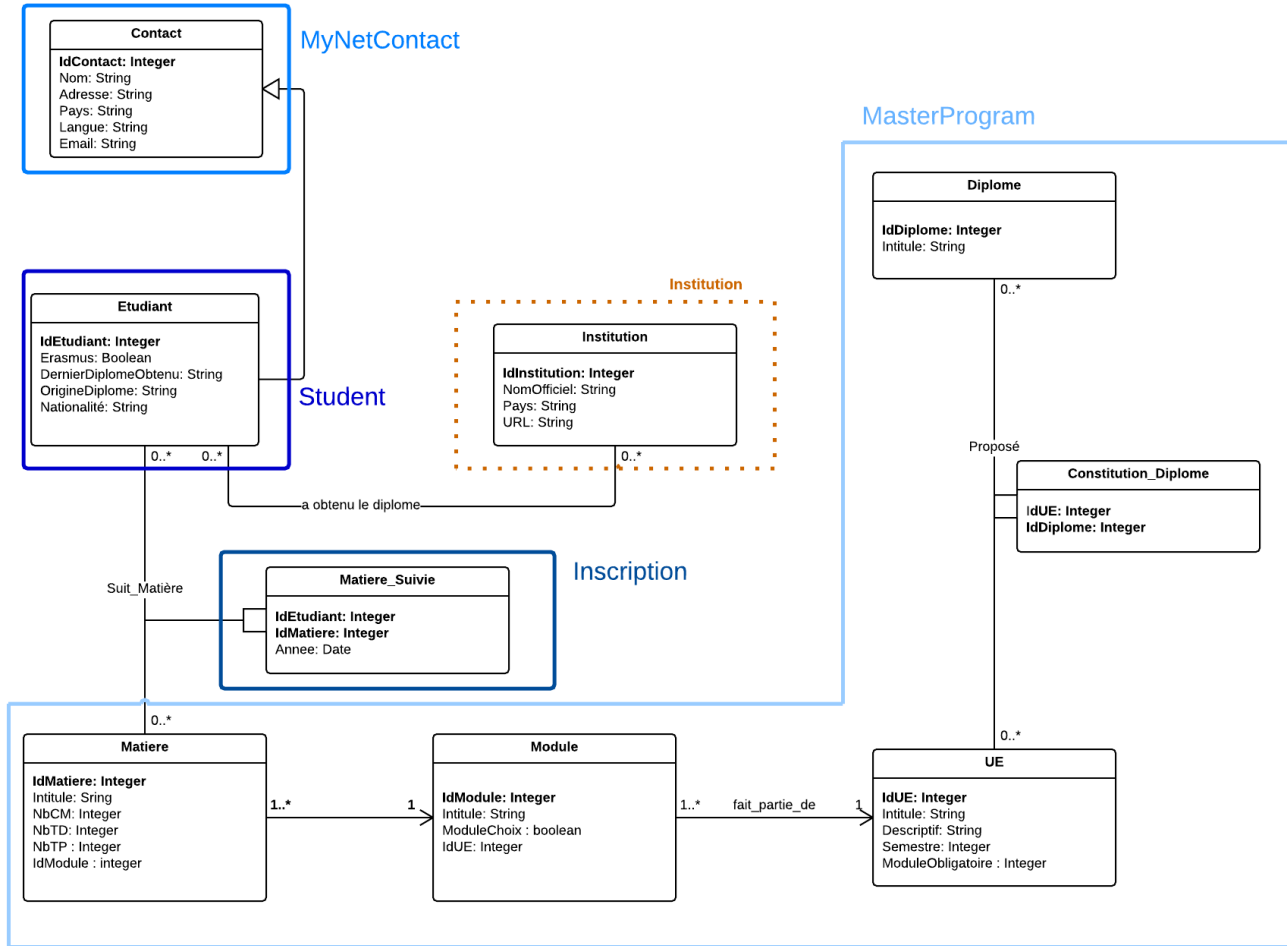 Contact
IdContact: Integer
Nom: String
Adresse: String
Pays: String
Langue: String
Email: String
MyNetContact
MasterProgram
Diplome
IdDiplome: Integer
Intitule: String
0..*
Etudiant
IdEtudiant: Integer
Erasmus: Boolean
DernierDiplomeObtenu: String
OrigineDiplome: String
Nationalité: String
Student
0..*
0..*
Institution
Institution
IdInstitution: Integer
NomOfficiel: String
Pays: String
URL: String
0..*
a obtenu le diplome
Proposé
Constitution_Diplome
IdUE: Integer
IdDiplome: Integer
Suit_Matière
Matiere_Suivie
IdEtudiant: Integer
IdMatiere: Integer
Annee: Date
Inscription
0..*
0..*
Matiere
IdMatiere: Integer
Intitule: Sring
NbCM: Integer
NbTD: Integer
NbTP : Integer
IdModule : integer
1..*
1
Module
IdModule: Integer
Intitule: String
ModuleChoix : boolean
IdUE: Integer
1..*
fait_partie_de
1
UE
IdUE: Integer
Intitule: String
Descriptif: String
Semestre: Integer
ModuleObligatoire : Integer